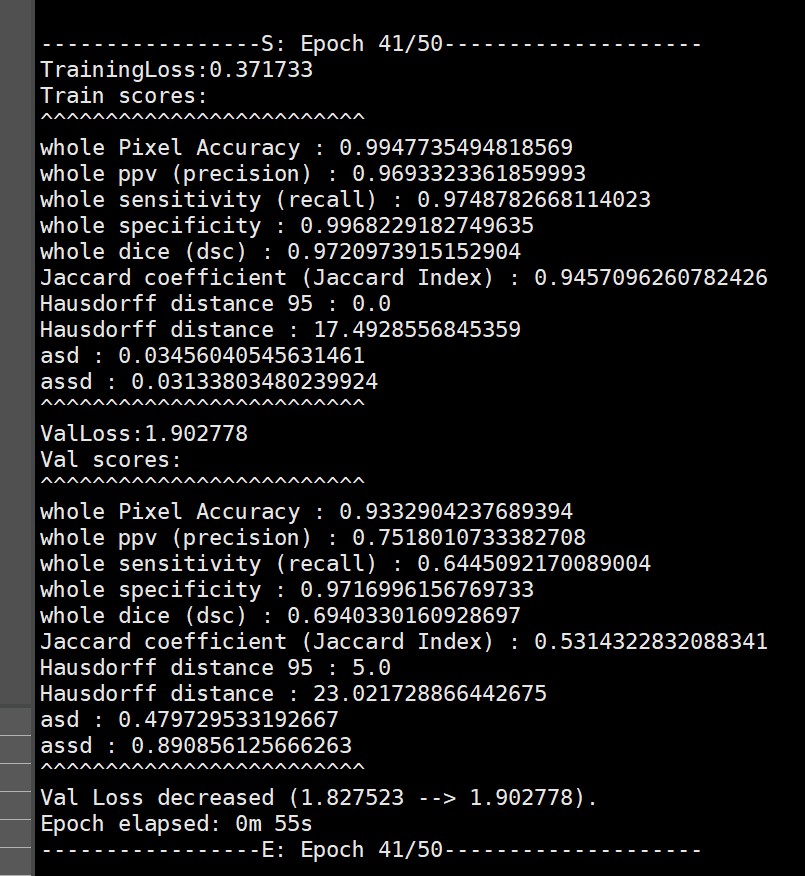 -----------------S: Epoch 41/50--------------------
TrainingLoss:0.371733
Train scores:
^^^^^^^^^^^^^^^^^^^^^^^^^
whole Pixel Accuracy : 0.9947735494818569
whole ppv (precision) : 0.9693323361859993
whole sensitivity (recall) : 0.9748782668114023
whole specificity : 0.9968229182749635
whole dice (dsc) : 0.9720973915152904
Jaccard coefficient (Jaccard Index) : 0.9457096260782426
Hausdorff distance 95 : 0.0
Hausdorff distance : 17.4928556845359
asd : 0.03456040545631461
assd : 0.03133803480239924
^^^^^^^^^^^^^^^^^^^^^^^^^
ValLoss:1.902778
Val scores:
^^^^^^^^^^^^^^^^^^^^^^^^^
whole Pixel Accuracy : 0.9332904237689394
whole ppv (precision) : 0.7518010733382708
whole sensitivity (recall) : 0.6445092170089004
whole specificity : 0.9716996156769733
whole dice (dsc) : 0.6940330160928697
Jaccard coefficient (Jaccard Index) : 0.5314322832088341
Hausdorff distance 95 : 5.0
Hausdorff distance : 23.021728866442675
asd : 0.479729533192667
assd : 0.890856125666263
^^^^^^^^^^^^^^^^^^^^^^^^^
Val Loss decreased (1.827523 --> 1.902778).
Epoch elapsed: 0m 55s
-----------------E: Epoch 41/50--------------------